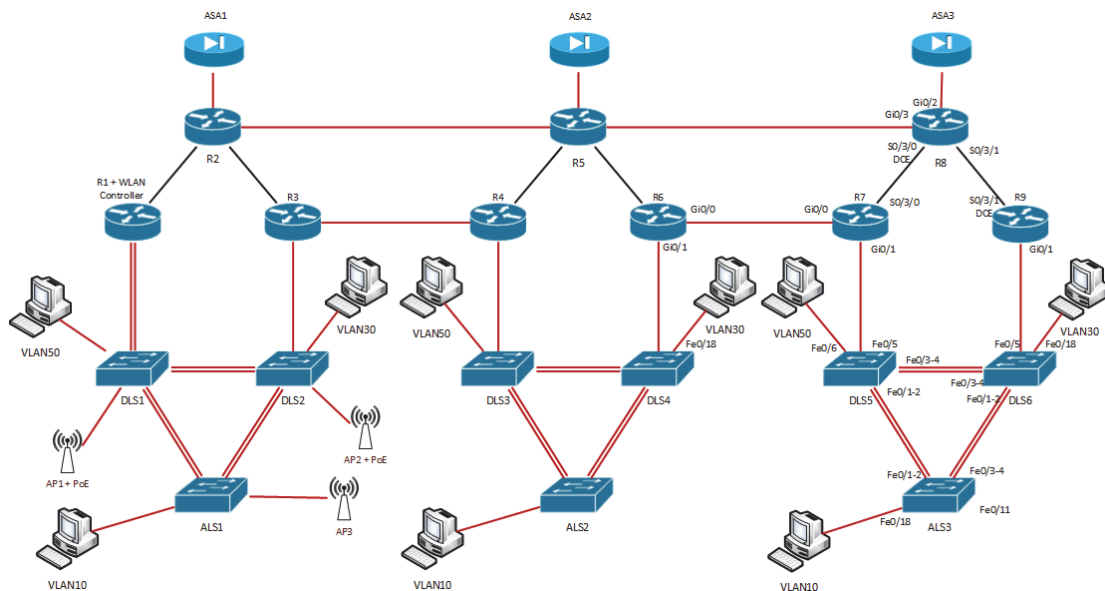 ASA1
ASA2
ASA3
Gi0/2
Gi0/3
R2
R5
S0/3/0
DCE
R8
S0/3/1
R1 + WLAN
Controller
R3
R4
R6
Gi0/0
Gi0/0
R7
S0/3/0
S0/3/1
DCE
R9
Gi0/1
Gi0/1
Gi0/1
VLAN50
VLAN30
VLAN50
VLAN30
VLAN50
VLAN30
Fe0/18
Fe0/6
Fe0/5
Fe0/3-4
Fe0/5
Fe0/18
DLS1
DLS2
DLS3
DLS4
DLS5
Fe0/1-2
Fe0/3-4
Fe0/1-2
DLS6
AP1 + PoE
AP2 + PoE
AP3
ALS1
ALS2
Fe0/1-2
Fe0/3-4
Fe0/18
ALS3
Fe0/11
VLAN10
VLAN10
VLAN10